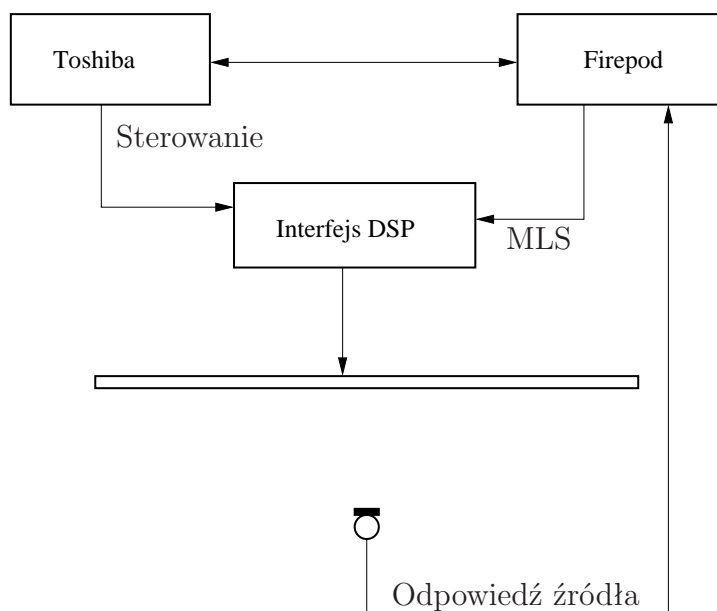 Toshiba
Firepod
Sterowanie
Interfejs DSP
MLS
Odpowiedź źródła